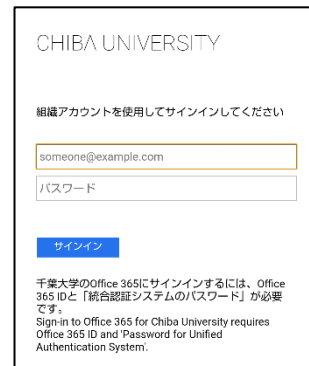 CHIBA UNIVERSITY
組織アカウントを使用してサインインしてください
someone@example.com
パスワード
サインイン
千葉大学のOffice 365にサインインするには、Office
365 IDと「統合認証システムのパスワード」が必要
です。
Sign-in to Office 365 for Chiba University requires
Office 365 ID and 'Password for Unified
Authentication System'.